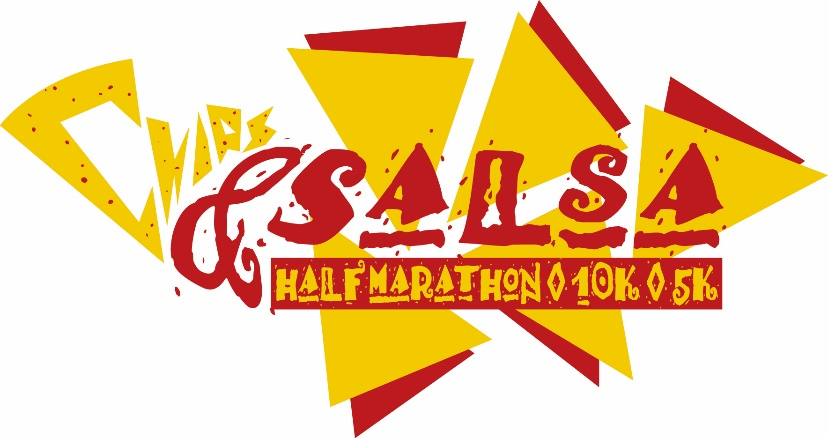 CHIPS
& SALSA
HALF MARATHON ◊ 10K ◊ 5K